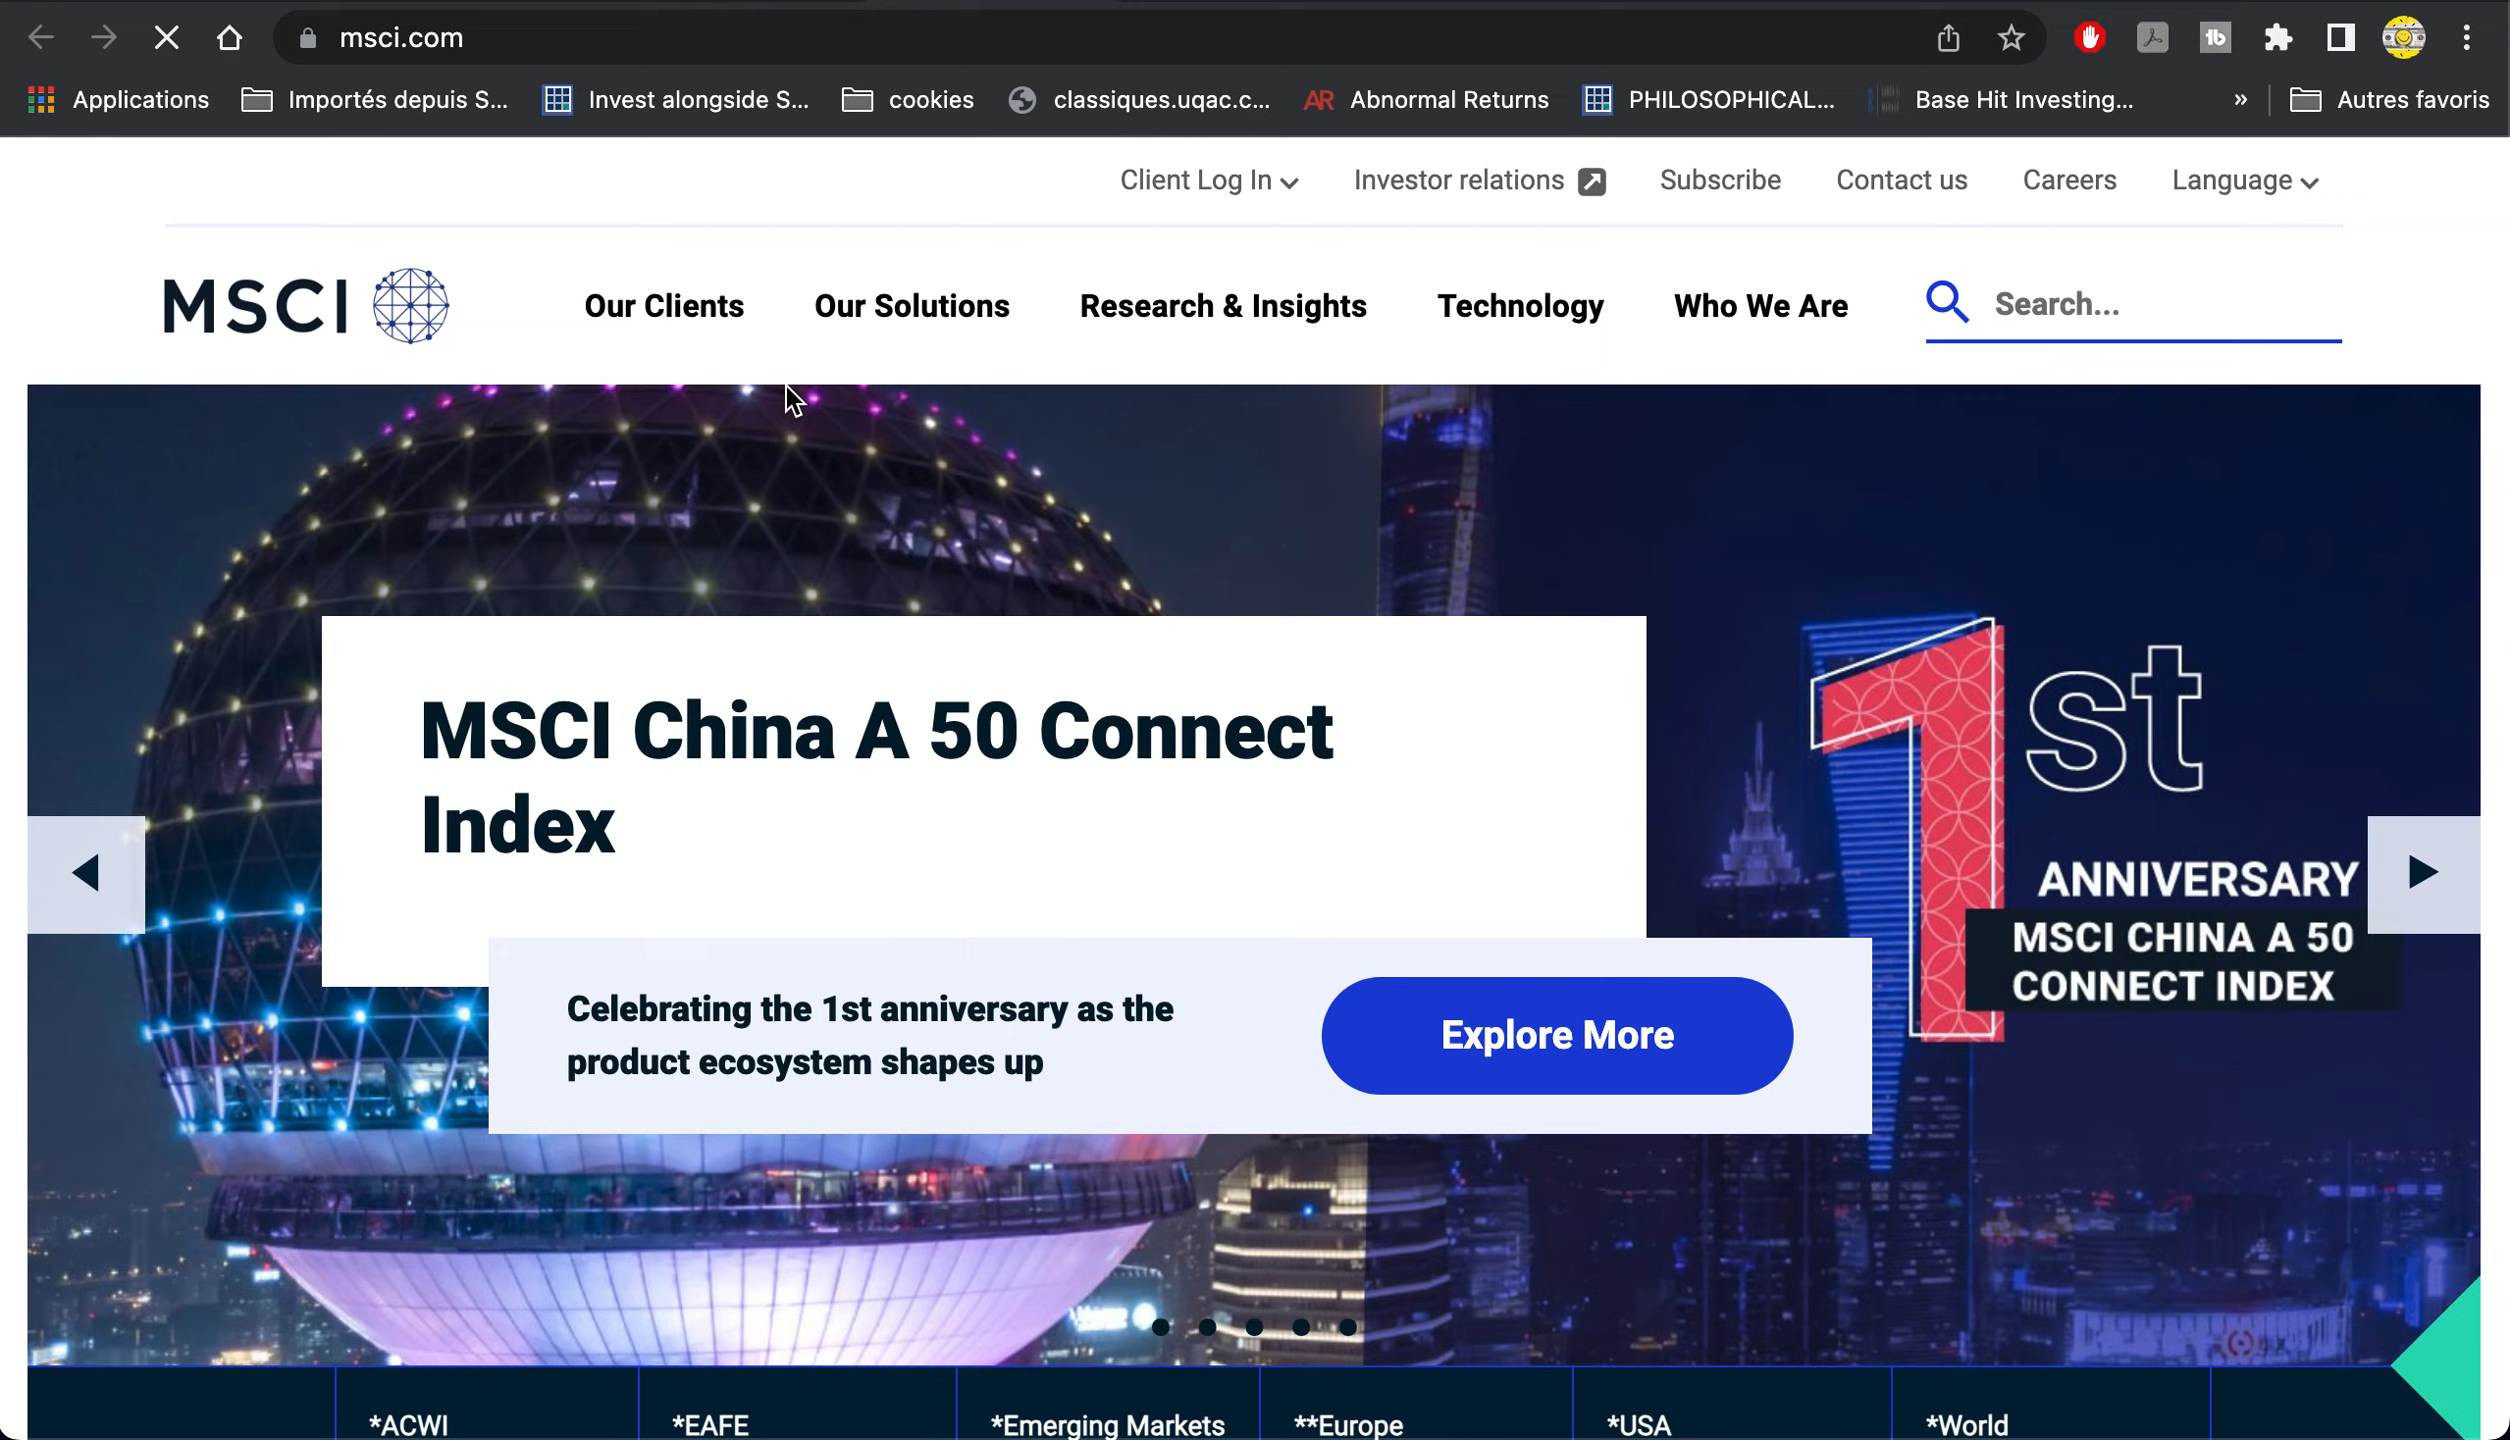 msci.com
Applications
Importés depuis S...
Invest alongside S...
cookies
classiques.uqac.c...
AR Abnormal Returns
PHILOSOPHICAL...
Base Hit Investing...
»
Autres favoris
Client Log In
Investor relations
Subscribe
Contact us
Careers
Language
MSCI
Our Clients
Our Solutions
Research & Insights
Technology
Who We Are
Search...
MSCI China A 50 Connect
Index
Celebrating the 1st anniversary as the
product ecosystem shapes up
Explore More
1st
ANNIVERSARY
MSCI CHINA A 50
CONNECT INDEX
*ACWI
*EAFE
*Emerging Markets
**Europe
*USA
*World